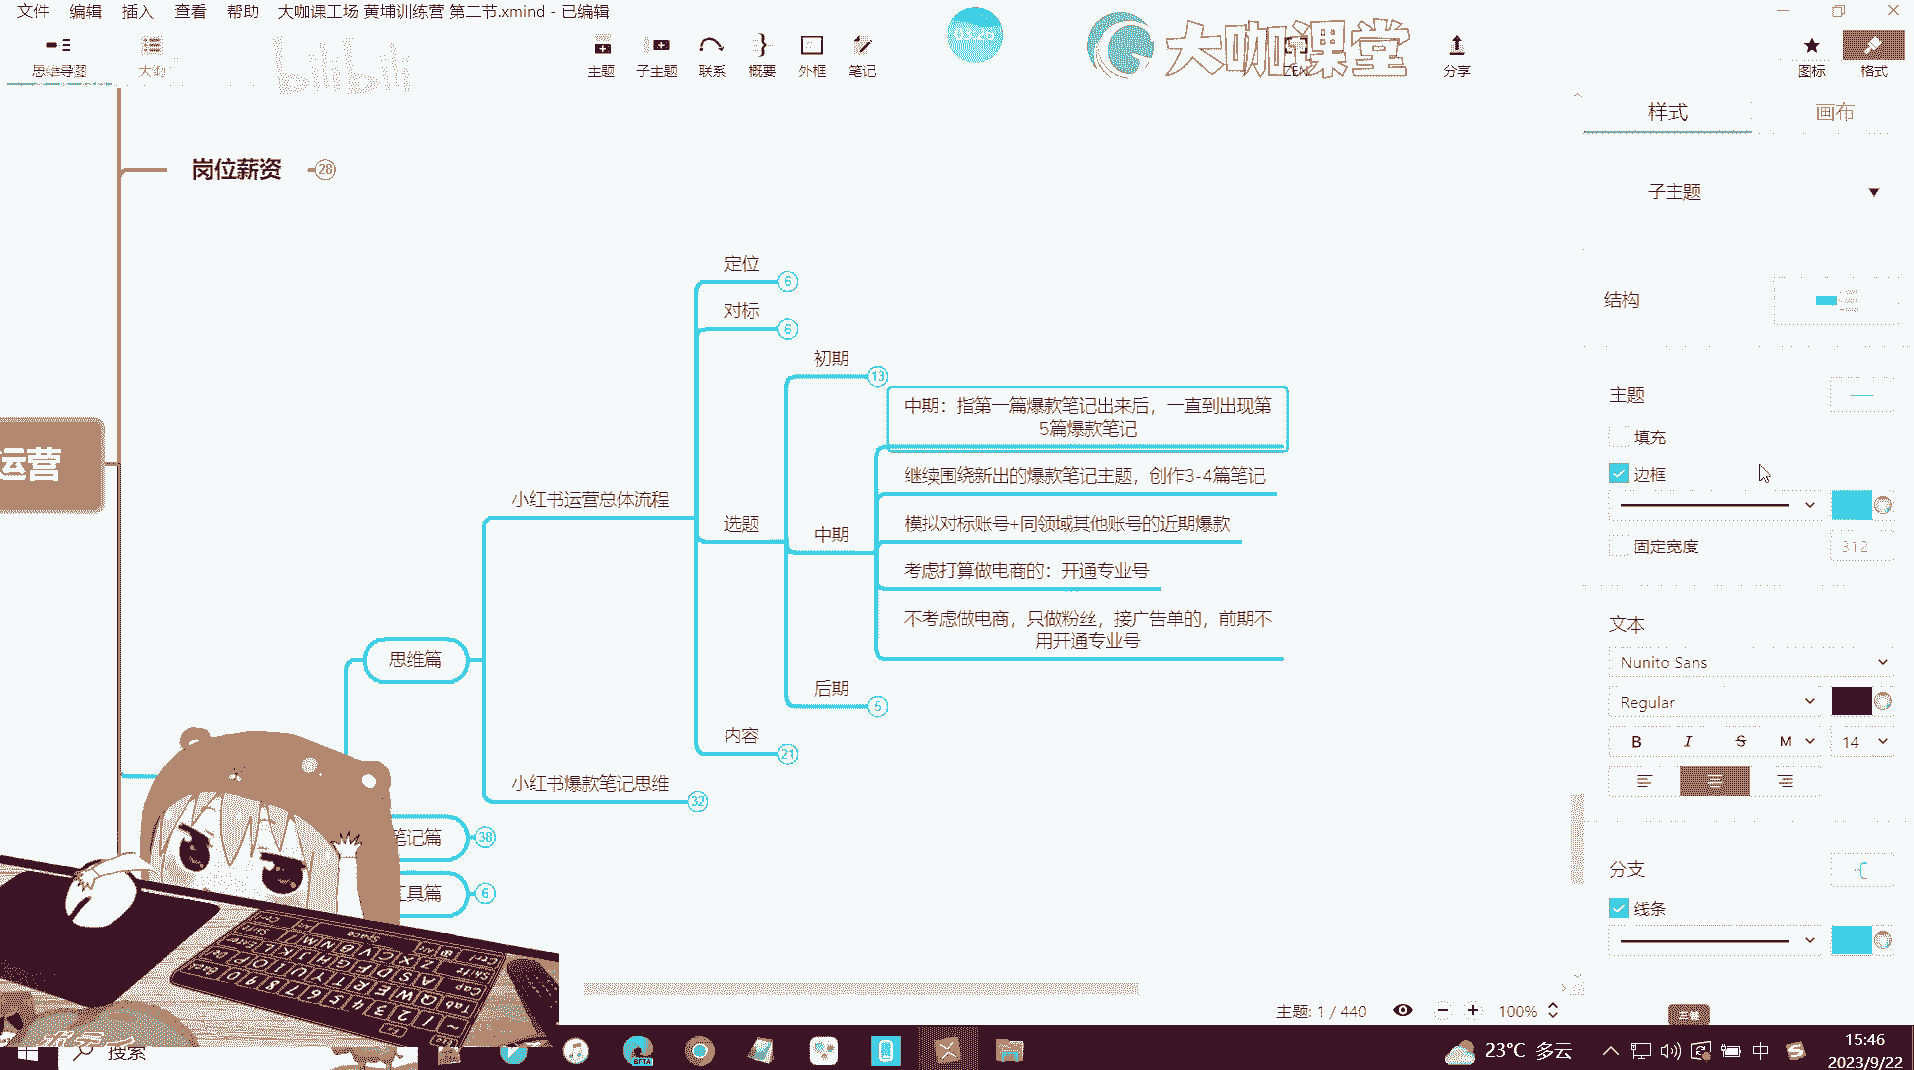 文件 编辑 插入 查看 帮助 大咖课工场 黄埔训练营 第二节.xmind - 已编辑
思维导图
大纲
bilibili
主题
子主题
联系
概要
外框
笔记
03:26
大咖课堂
ZEN
分享
图标
格式
样式
画布
岗位薪资
28
子主题
结构
定位
6
对标
6
初期
13
中期：指第一篇爆款笔记出来后，一直到出现第
5篇爆款笔记
继续围绕新出的爆款笔记主题，创作3-4篇笔记
模拟对标账号+同领域其他账号的近期爆款
考虑打算做电商的：开通专业号
不考虑做电商，只做粉丝，接广告单的，前期不
用开通专业号
运营
小红书运营总体流程
选题
中期
后期
5
思维篇
内容
21
小红书爆款笔记思维
32
笔记篇
38
工具篇
6
主题
填充
边框
固定宽度
312
文本
Nunito Sans
Regular
B I S M
14
分支
线条
主题: 1 / 440
100%
搜索
BETA
23°C 多云
中
15:46
2023/9/22